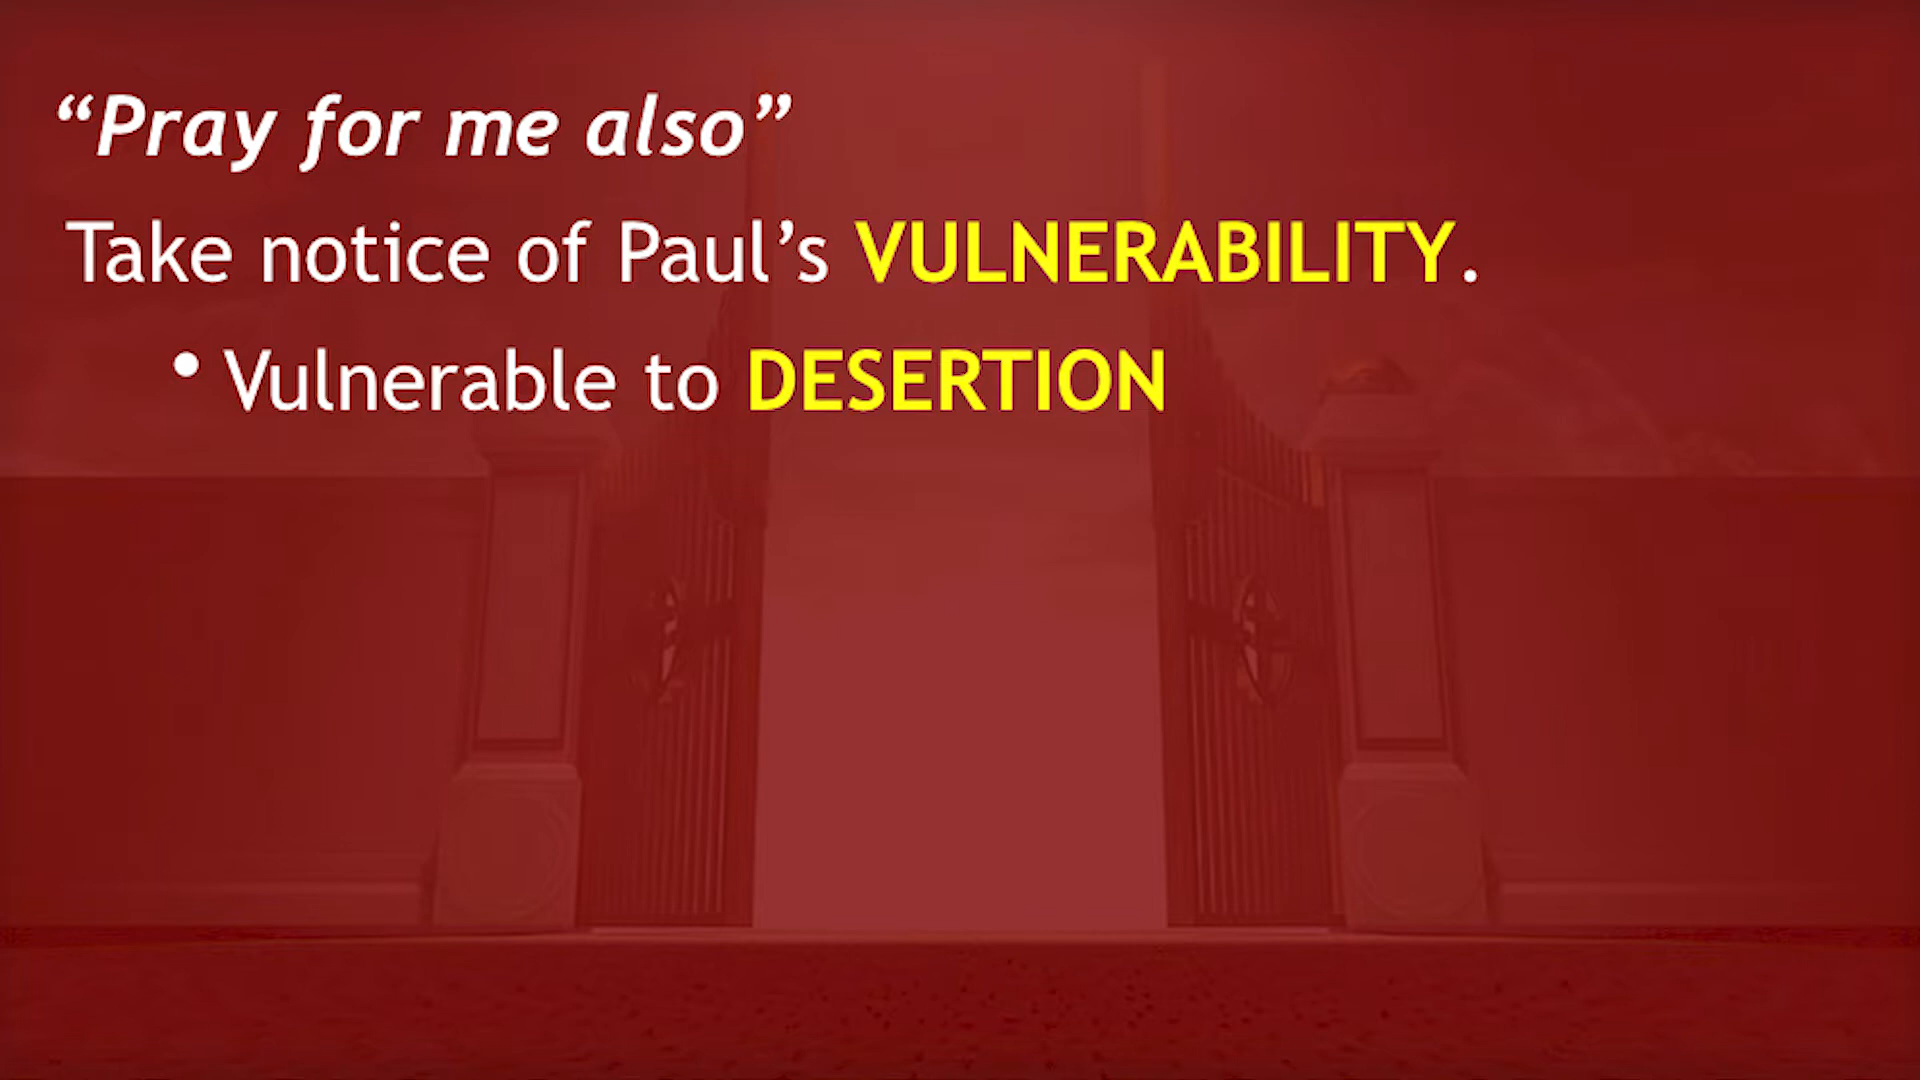 “Pray for me also”
Take notice of Paul’s VULNERABILITY.
• Vulnerable to DESERTION